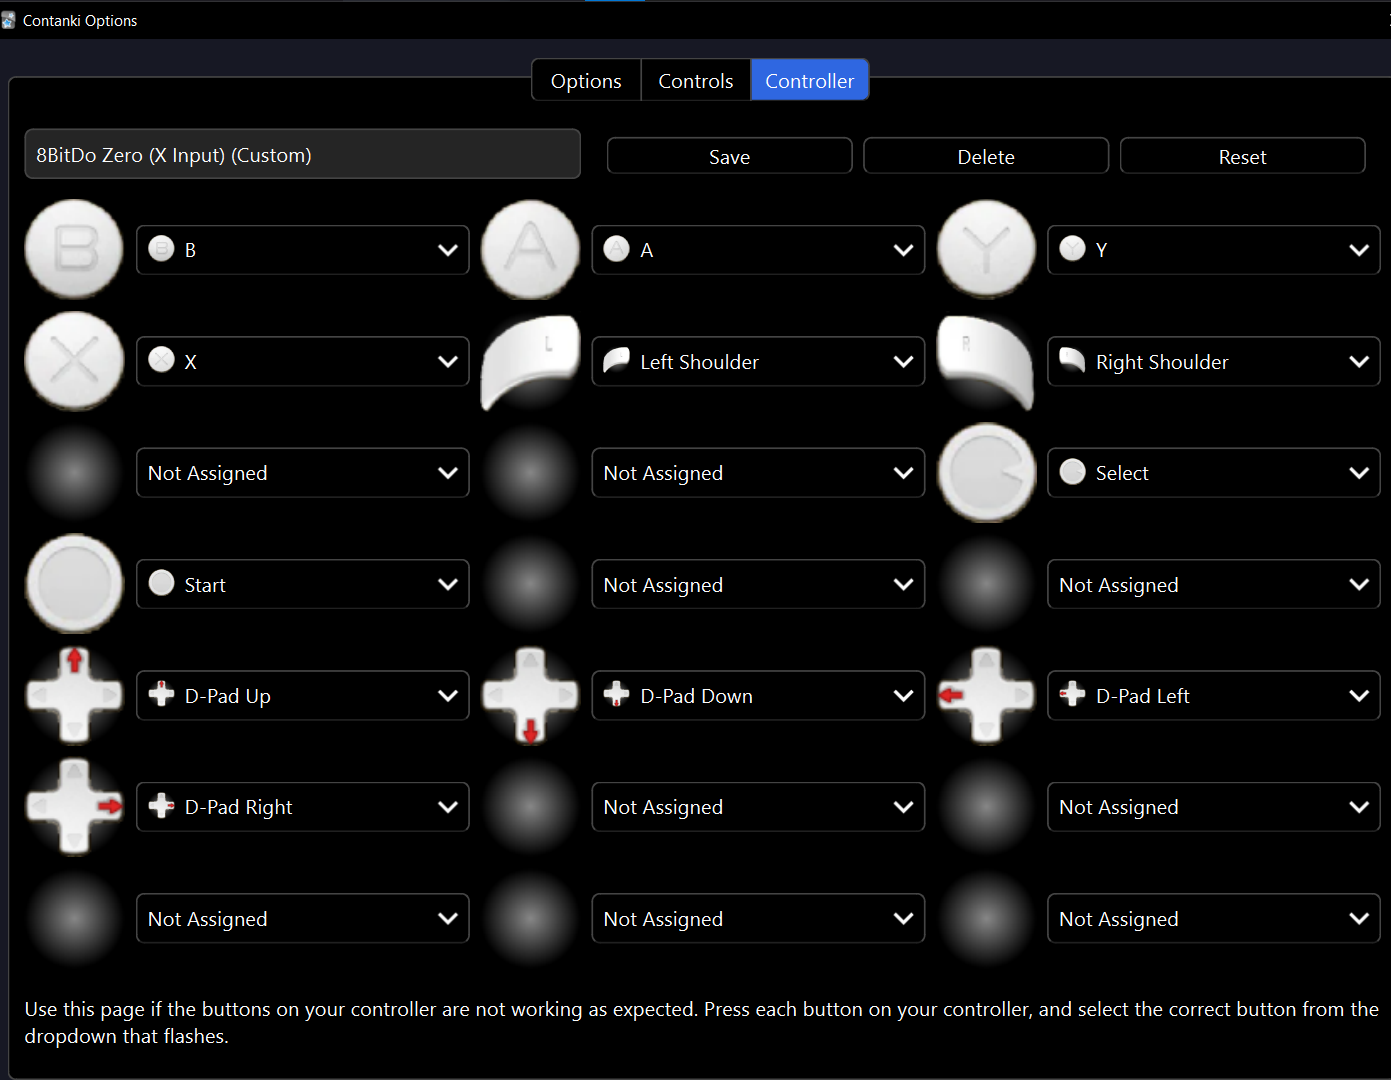 Contanki Options
Options Controls Controller
8BitDo Zero (X Input) (Custom) Save Delete Reset
B B A A Y Y
X X L Left Shoulder R Right Shoulder
Not Assigned Not Assigned Select
Start Not Assigned Not Assigned
D-Pad Up D-Pad Down D-Pad Left
D-Pad Right Not Assigned Not Assigned
Not Assigned Not Assigned Not Assigned
Use this page if the buttons on your controller are not working as expected. Press each button on your controller, and select the correct button from the
dropdown that flashes.